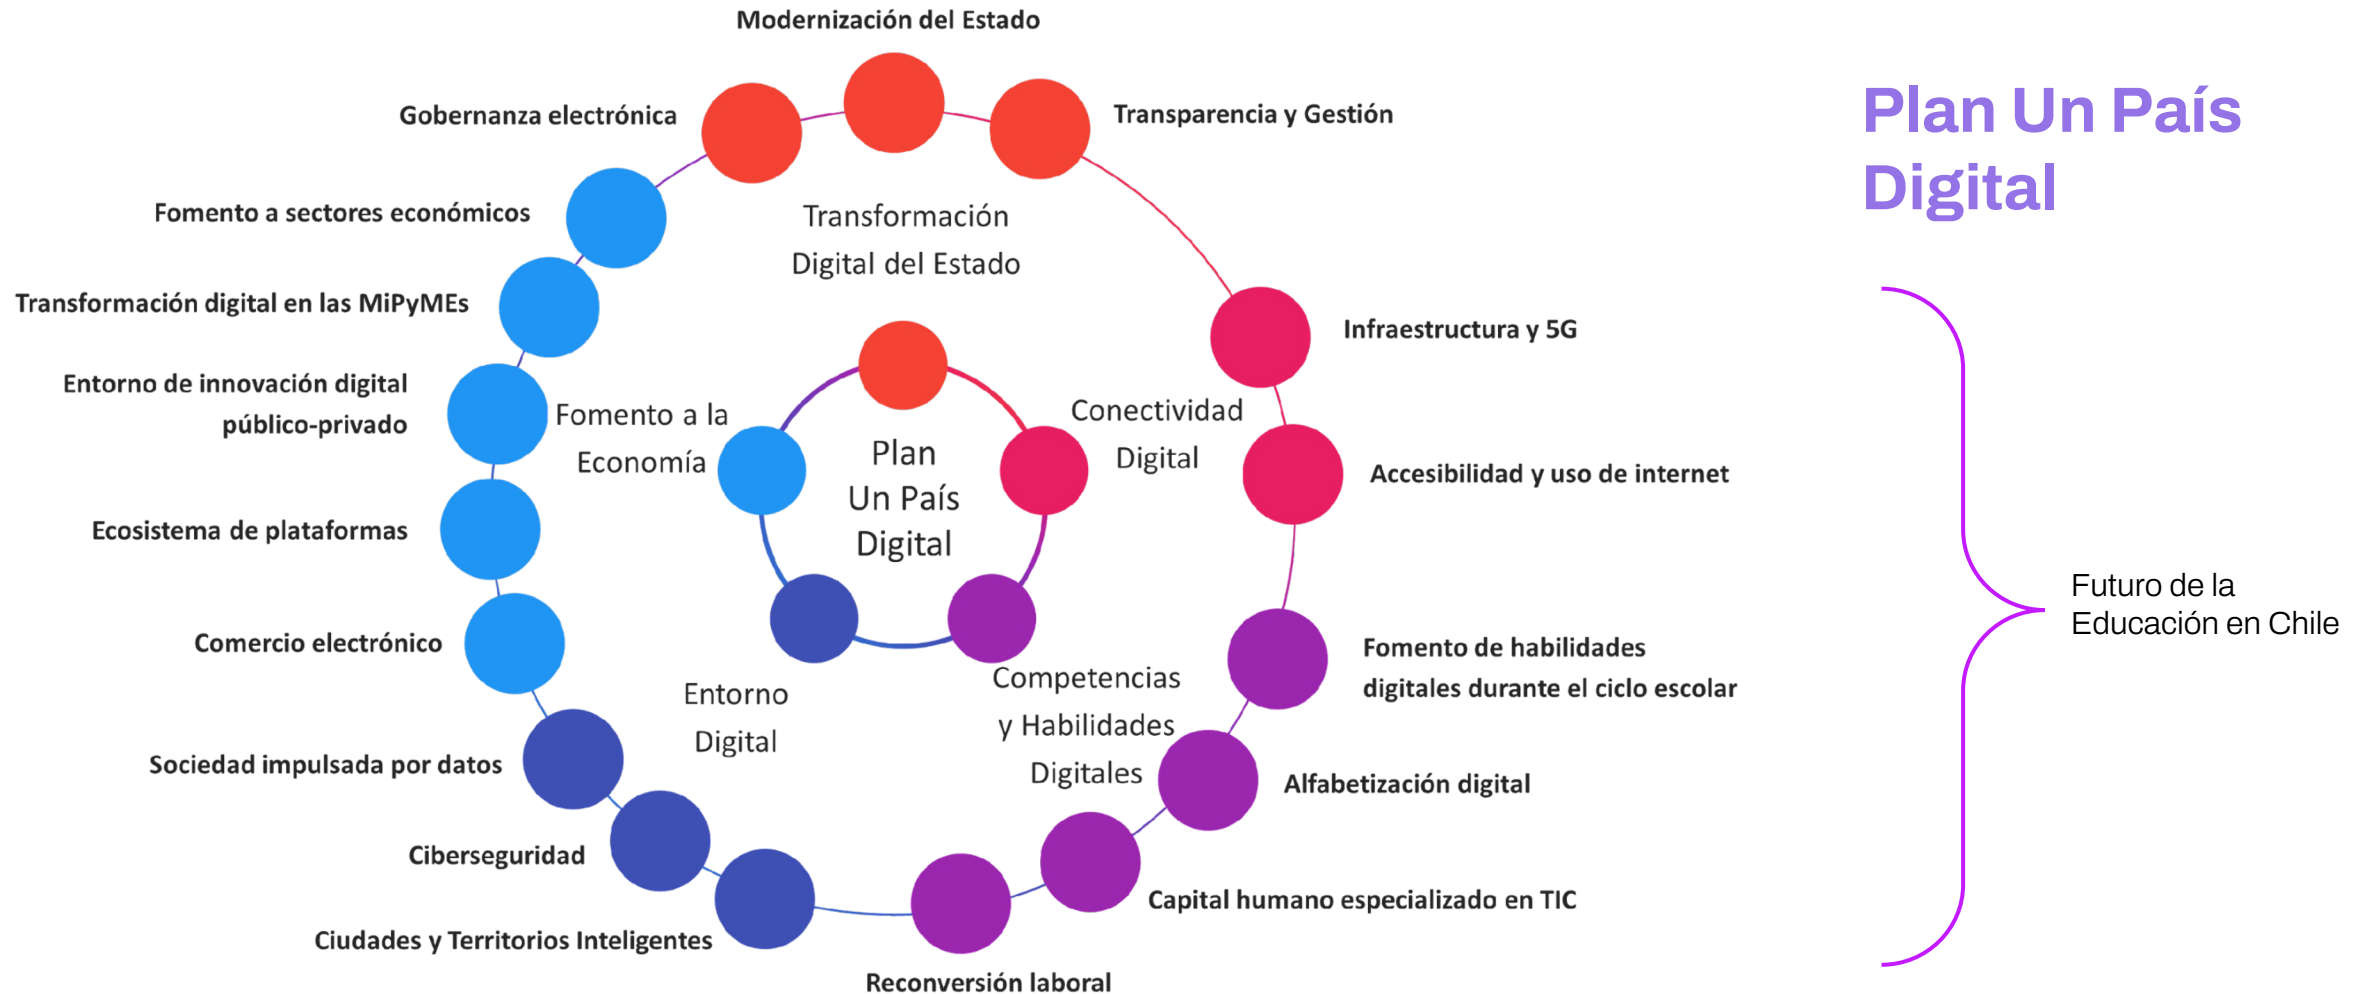 Modernización del Estado
Gobernanza electrónica
Transparencia y Gestión
Fomento a sectores económicos
Transformación
Digital del Estado
Transformación digital en las MiPyMEs
Infraestructura y 5G
Entorno de innovación digital
público-privado
Fomento a la
Economía
Conectividad
Digital
Plan
Un País
Digital
Accesibilidad y uso de internet
Ecosistema de plataformas
Comercio electrónico
Fomento de habilidades
digitales durante el ciclo escolar
Entorno
Digital
Competencias
y Habilidades
Digitales
Sociedad impulsada por datos
Alfabetización digital
Ciberseguridad
Capital humano especializado en TIC
Ciudades y Territorios Inteligentes
Reconversión laboral
Plan Un País
Digital
Futuro de la
Educación en Chile